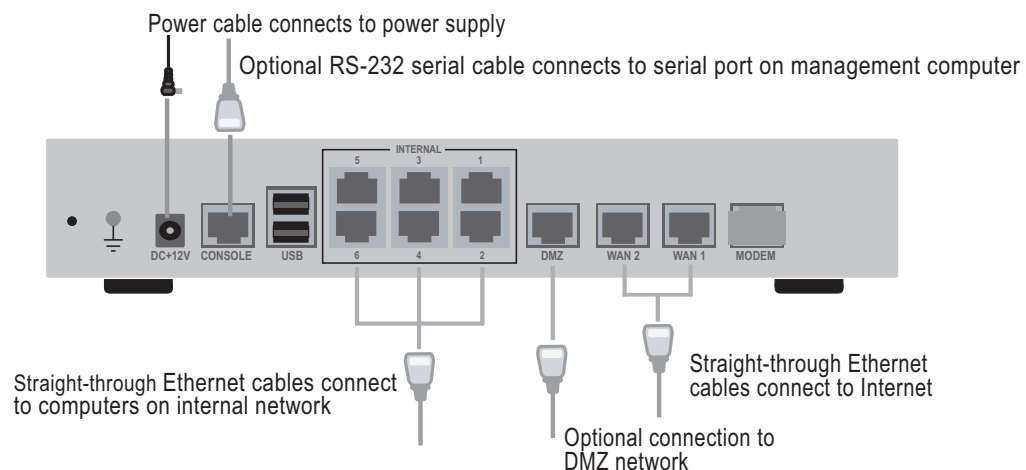 Power cable connects to power supply
Optional RS-232 serial cable connects to serial port on management computer
INTERNAL
5 3 1
DC+12V CONSOLE USB 6 4 2 DMZ WAN 2 WAN 1 MODEM
Straight-through Ethernet cables connect
to computers on internal network
Straight-through Ethernet
cables connect to Internet
Optional connection to
DMZ network